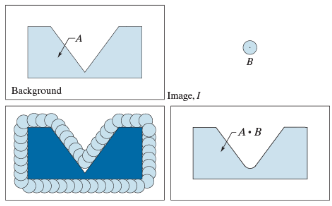 A
B
Background
Image, I
A • B